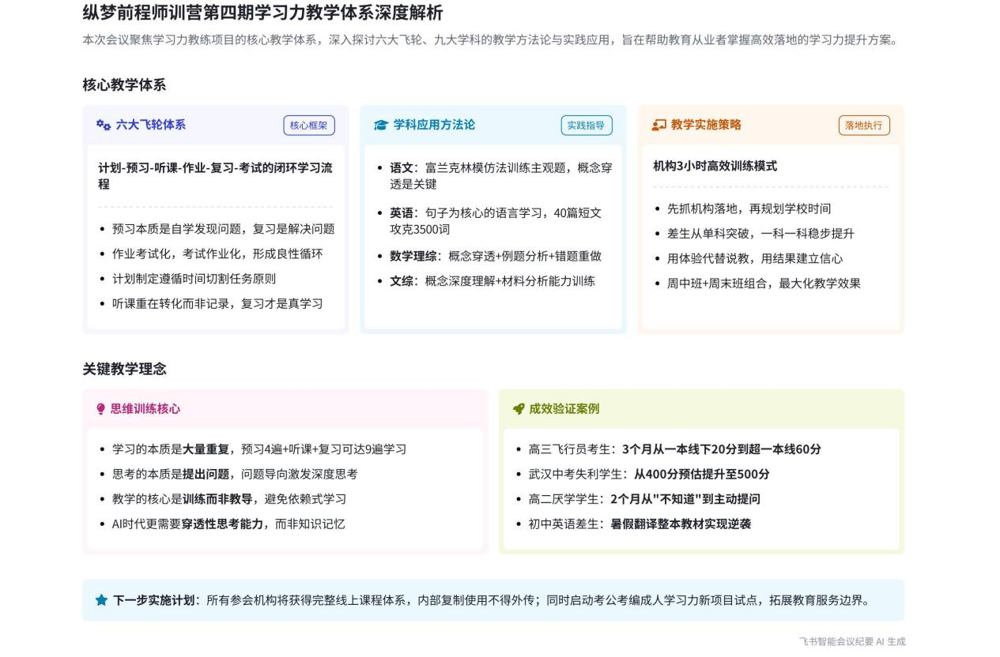 纵梦前程师训营第四期学习力教学体系深度解析
本次会议聚焦学习力教练项目的核心教学体系，深入探讨六大飞轮、九大学科的教学方法论与实践应用，旨在帮助教育从业者掌握高效落地的学习力提升方案。
核心教学体系
六大飞轮体系
核心框架
计划-预习-听课-作业-复习-考试的闭环学习流
程
预习本质是自学发现问题，复习是解决问题
作业考试化，考试作业化，形成良性循环
计划制定遵循时间切割任务原则
听课重在转化而非记录，复习才是真学习
学科应用方法论
实践指导
语文：富兰克林模仿法训练主观题，概念穿
透是关键
英语：句子为核心的语言学习，40篇短文
攻克3500词
数学理综：概念穿透+例题分析+错题重做
文综：概念深度理解+材料分析能力训练
教学实施策略
落地执行
机构3小时高效训练模式
先抓机构落地，再规划学校时间
差生从单科突破，一科一科稳步提升
用体验代替说教，用结果建立信心
周中班+周末班组合，最大化教学效果
关键教学理念
思维训练核心
学习的本质是大量重复，预习4遍+听课+复习可达9遍学习
思考的本质是提出问题，问题导向激发深度思考
教学的核心是训练而非教导，避免依赖式学习
AI时代更需要穿透性思考能力，而非知识记忆
成效验证案例
高三飞行员考生：3个月从一本线下20分到超一本线60分
武汉中考失利学生：从400分预估提升至500分
高二厌学学生：2个月从"不知道"到主动提问
初中英语差生：暑假翻译整本教材实现逆袭
下一步实施计划：所有参会机构将获得完整线上课程体系，内部复制使用不得外传；同时启动考公考编成人学习力新项目试点，拓展教育服务边界。
飞书智能会议纪要 AI 生成